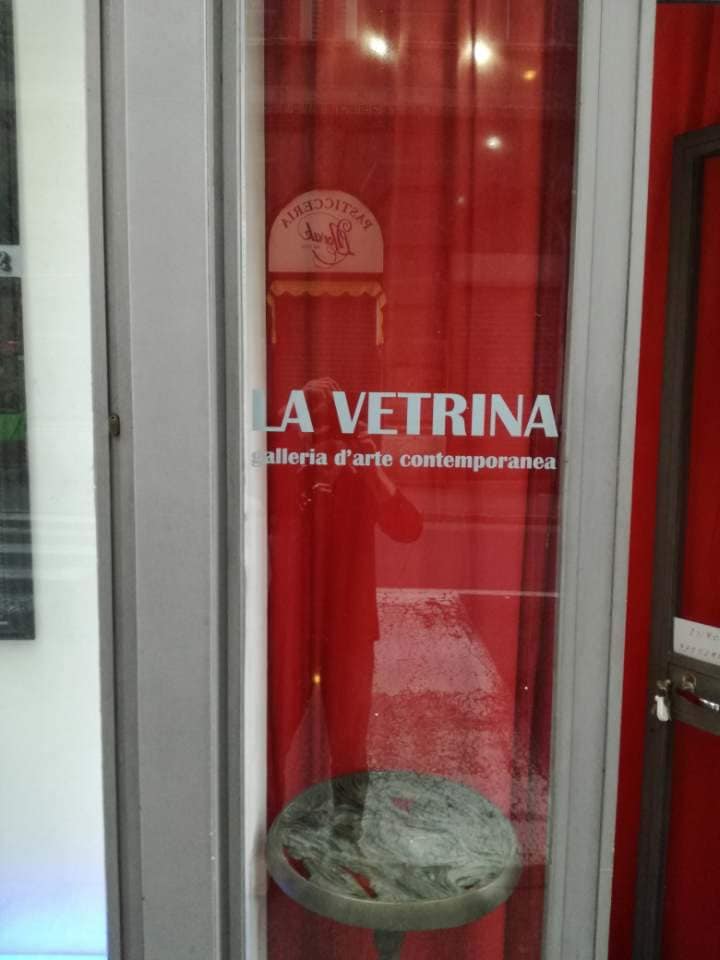 PASTICCERIA
LA VETRINA
galleria d'arte contemporanea